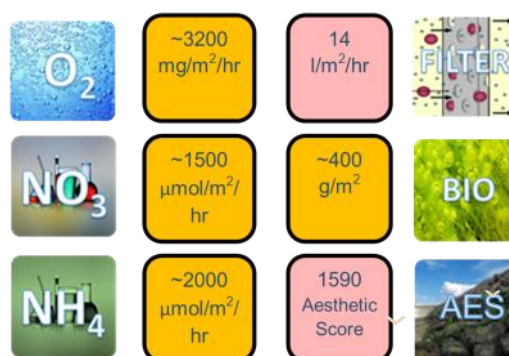 O2
~3200
mg/m²/hr
14
l/m²/hr
FILTER
NO3
~1500
μmol/m²/
hr
~400
g/m²
BIO
NH4
~2000
μmol/m²/
hr
1590
Aesthetic
Score
AES